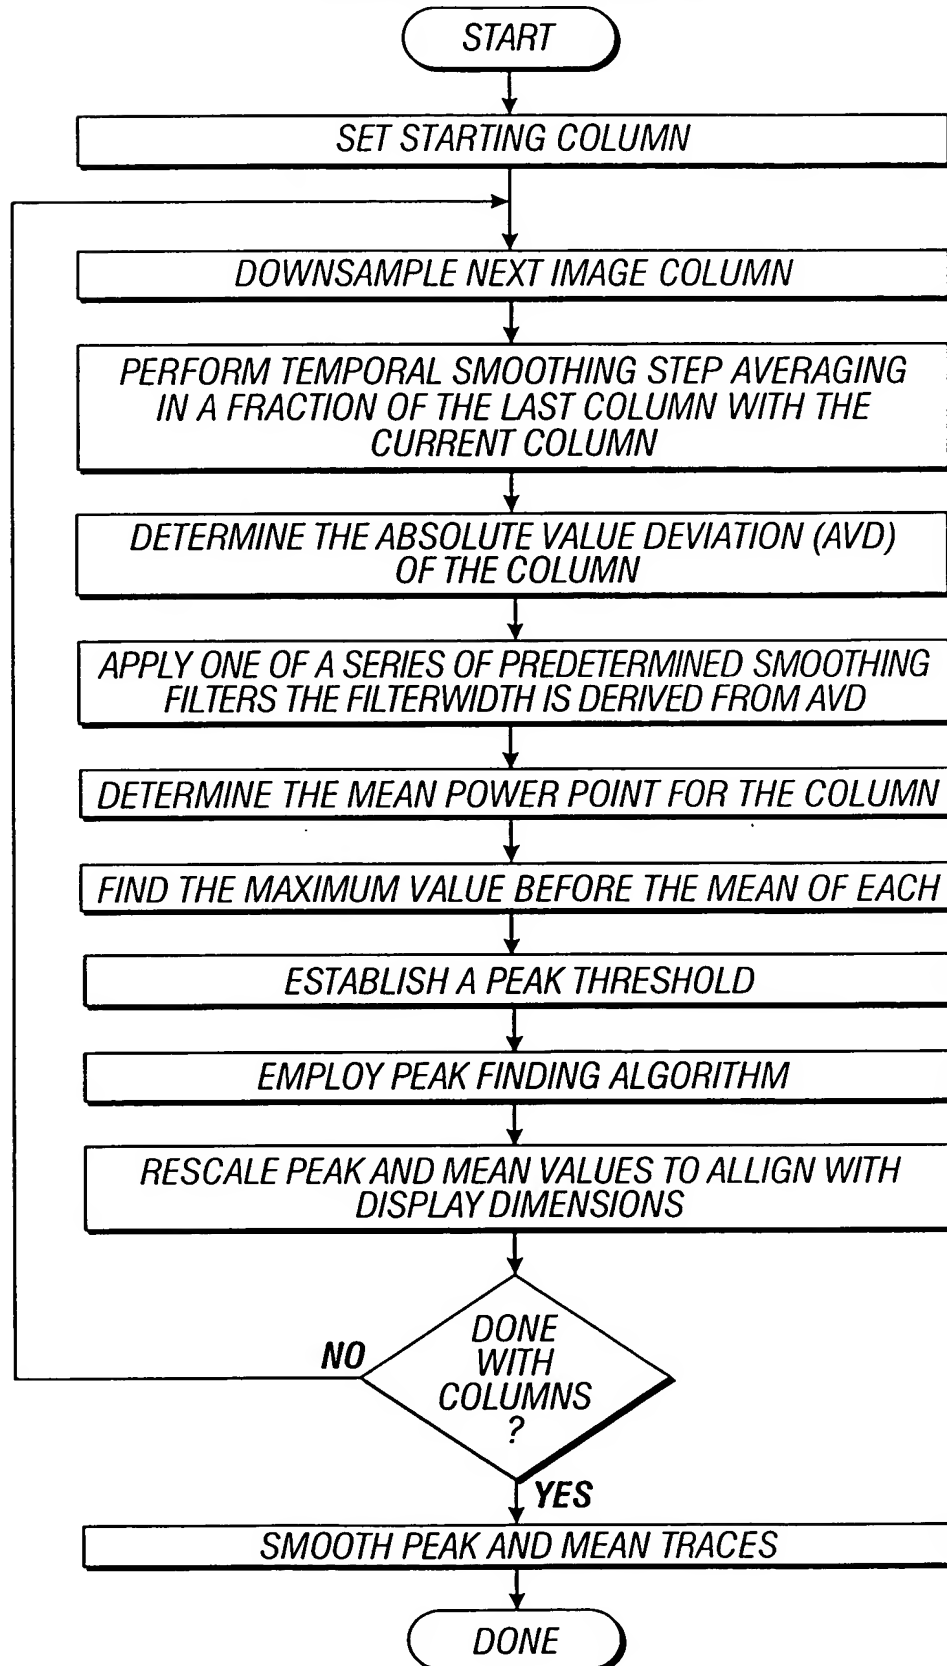 START
SET STARTING COLUMN
DOWNSAMPLE NEXT IMAGE COLUMN
PERFORM TEMPORAL SMOOTHING STEP AVERAGING
IN A FRACTION OF THE LAST COLUMN WITH THE
CURRENT COLUMN
DETERMINE THE ABSOLUTE VALUE DEVIATION (AVD)
OF THE COLUMN
APPLY ONE OF A SERIES OF PREDETERMINED SMOOTHING
FILTERS THE FILTERWIDTH IS DERIVED FROM AVD
DETERMINE THE MEAN POWER POINT FOR THE COLUMN
FIND THE MAXIMUM VALUE BEFORE THE MEAN OF EACH
ESTABLISH A PEAK THRESHOLD
EMPLOY PEAK FINDING ALGORITHM
RESCALE PEAK AND MEAN VALUES TO ALLIGN WITH
DISPLAY DIMENSIONS
DONE
WITH
COLUMNS
?
NO
YES
SMOOTH PEAK AND MEAN TRACES
DONE